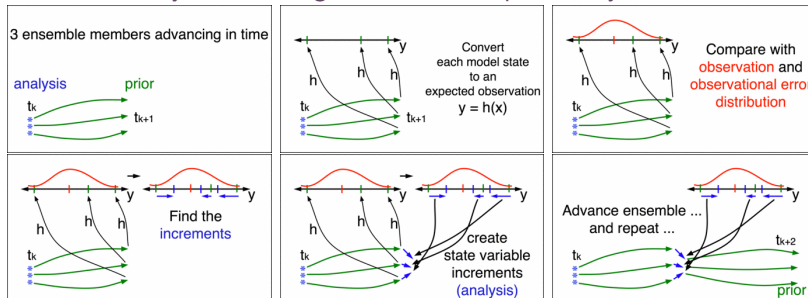 3 ensemble members advancing in time
analysis
prior
tk
tk+1
y
h
h
h
Convert
each model state
to an
expected observation
y = h(x)
tk
tk+1
y
h
h
h
Compare with
observation and
observational error
distribution
tk
y
y
h
h
h
Find the
increments
tk
y
y
h
h
h
create
state variable
increments
(analysis)
tk
y
Advance ensemble ...
and repeat ...
tk+2
tk
prior